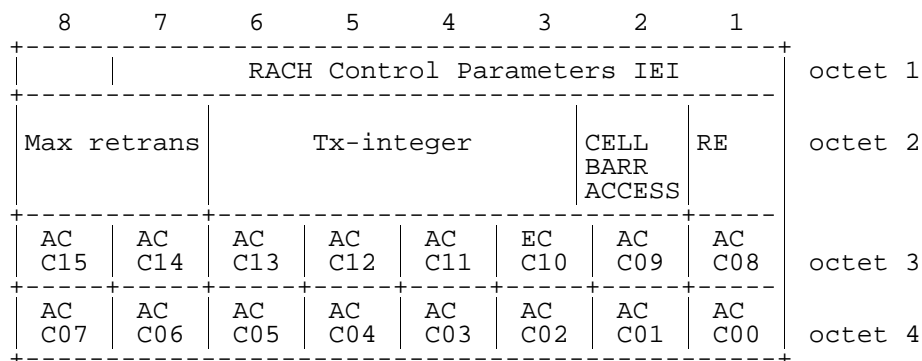 8 7 6 5 4 3 2 1
RACH Control Parameters IEI octet 1
Max retrans Tx-integer CELL RE octet 2
BARR
ACCESS
AC AC AC AC AC EC AC AC
C15 C14 C13 C12 C11 C10 C09 C08 octet 3
AC AC AC AC AC AC AC AC
C07 C06 C05 C04 C03 C02 C01 C00 octet 4